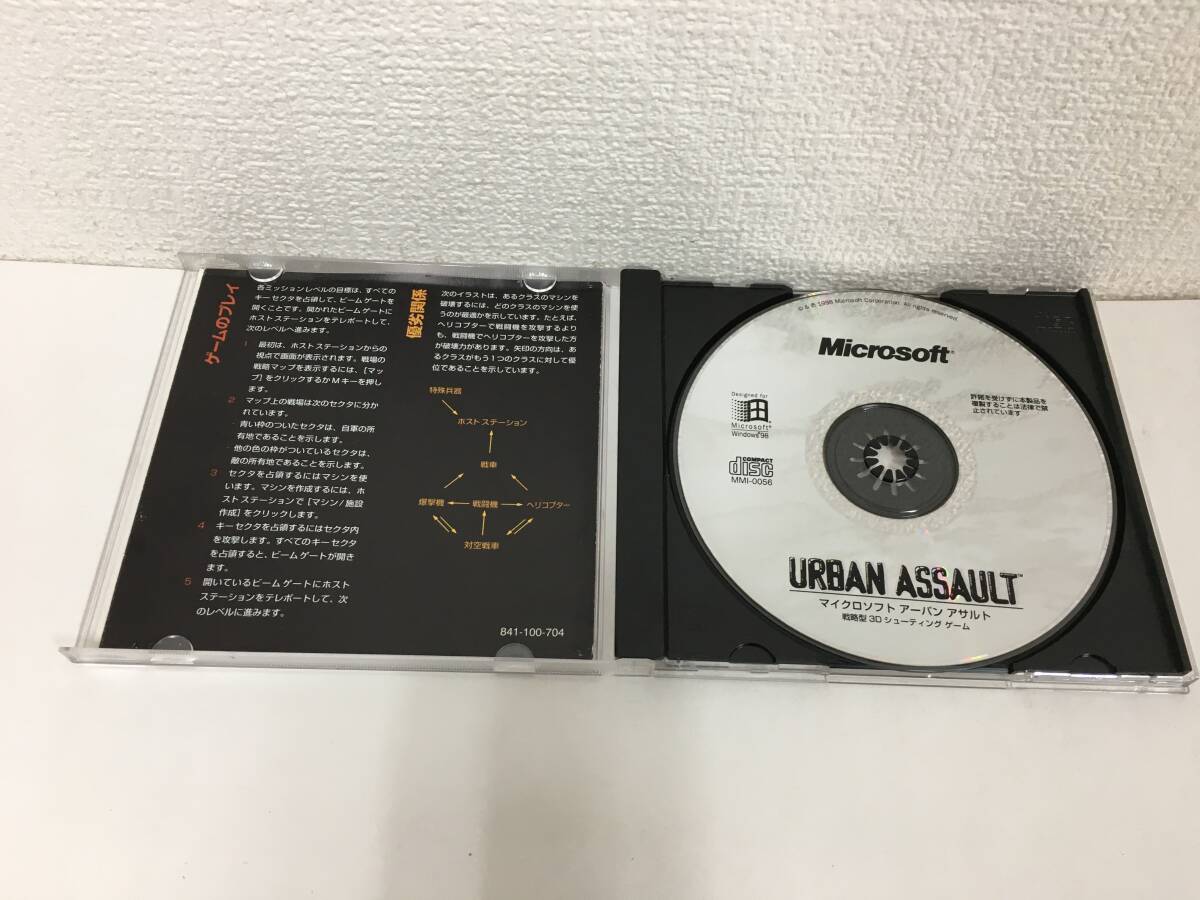 ゲームのプレイ
各ミッションレベルの目標は、すべての
キーセクタを占領して、ビームゲートを
開くことです。開かれたビームゲートに
ホストステーションをテレポートして、
次のレベルへ進みます。
1 最初は、ホストステーションからの
視点で画面が表示されます。戦場の
戦略マップを表示するには、[マッ
プ] をクリックするか M キーを押し
ます。
2 マップ上の戦場は次のセクタに分か
れています。
青い枠のついたセクタは、自軍の所
有地であることを示します。
他の色の枠がついているセクタは、
敵の所有地であることを示します。
3 セクタを占領するにはマシンを使
います。マシンを作成するには、ホ
ストステーションで [マシン/施設
作成] をクリックします。
4 キーセクタを占領するにはセクタ内
を攻撃します。すべてのキーセクタ
を占領すると、ビームゲートが開き
ます。
5 開いているビームゲートにホスト
ステーションをテレポートして、次
のレベルに進みます。
優劣関係
次のイラストは、あるクラスのマシンを
破壊するには、どのクラスのマシンを使
うのが最適かを示しています。たとえば、
ヘリコプターで戦闘機を攻撃するより
も、戦闘機でヘリコプターを攻撃した方
が破壊力があります。矢印の方向は、あ
るクラスがもう1つのクラスに対して優
位であることを示しています。
特殊兵器
ホストステーション
戦車
爆撃機
戦闘機
ヘリコプター
対空戦車
841-100-704
1998 Microsoft Corporation. All rights reserved.
Microsoft®
Designed for
Microsoft®
Windows®98
COMPACT
disc
MMI-0056
許諾を受けずに本製品を
複製することは法律で禁
止されています
URBAN ASSAULT™
マイクロソフト アーバン アサルト
戦略型 3D シューティング ゲーム